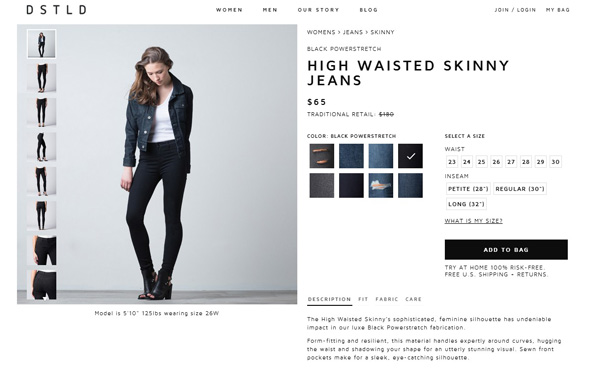 DSTLD
WOMEN MEN OUR STORY BLOG
JOIN / LOGIN MY BAG
WOMENS > JEANS > SKINNY
BLACK POWERSTRETCH
HIGH WAISTED SKINNY
JEANS
$65
TRADITIONAL RETAIL: $180
COLOR: BLACK POWERSTRETCH
SELECT A SIZE
WAIST
23 24 25 26 27 28 29 30
INSEAM
PETITE (28") REGULAR (30")
LONG (32")
WHAT IS MY SIZE?
ADD TO BAG
TRY AT HOME 100% RISK-FREE.
FREE U.S. SHIPPING + RETURNS.
Model is 5'10" 125lbs wearing size 26W
DESCRIPTION FIT FABRIC CARE
The High Waisted Skinny's sophisticated, feminine silhouette has undeniable
impact in our luxe Black Powerstretch fabrication.
Form-fitting and resilient, this material handles expertly around curves, hugging
the waist and shadowing your shape for an utterly stunning visual. Sewn front
pockets make for a sleek, eye-catching silhouette.